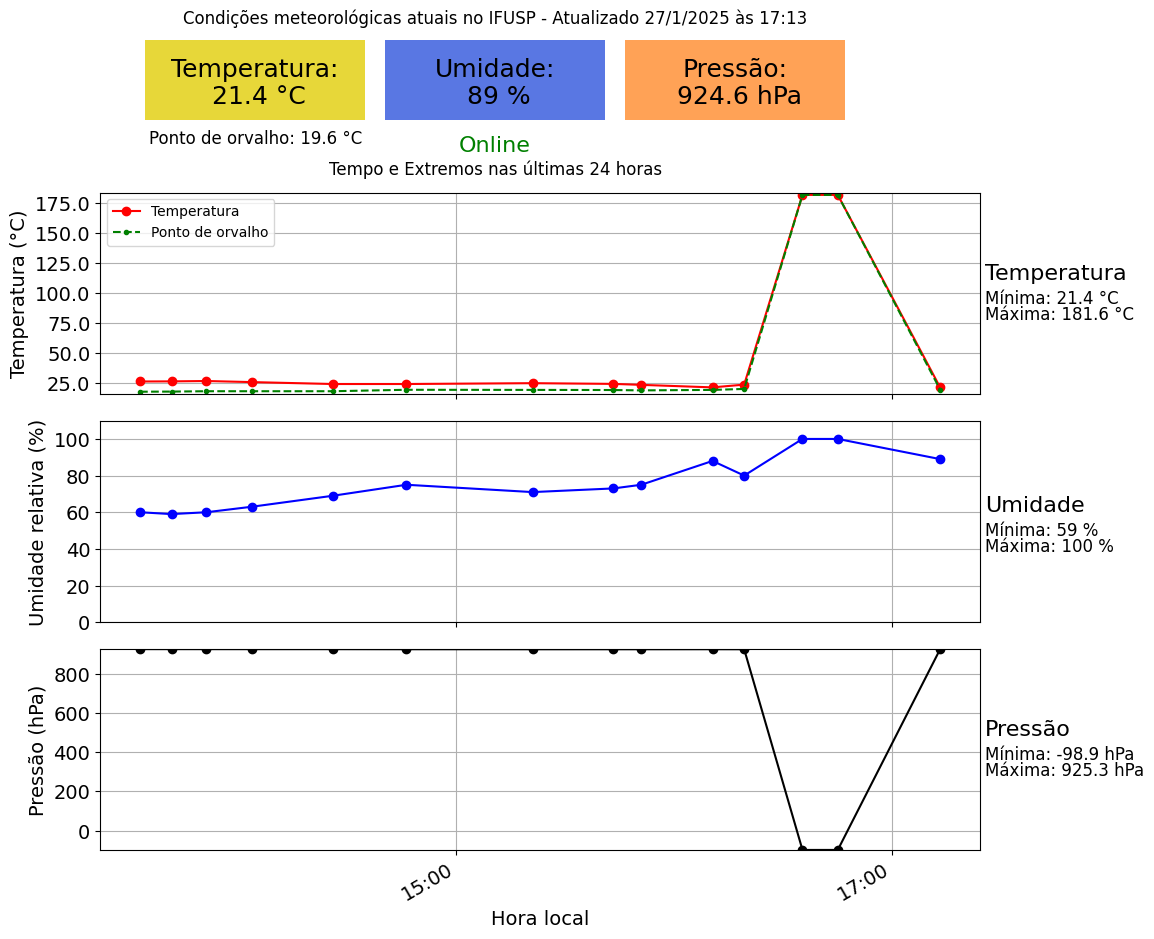 Condições meteorológicas atuais no IFUSP - Atualizado 27/1/2025 às 17:13
Temperatura:
21.4 °C
Umidade:
89 %
Pressão:
924.6 hPa
Ponto de orvalho: 19.6 °C
Online
Tempo e Extremos nas últimas 24 horas
Temperatura (°C)
175.0
150.0
125.0
100.0
75.0
50.0
25.0
Temperatura
Ponto de orvalho
Temperatura
Mínima: 21.4 °C
Máxima: 181.6 °C
Umidade relativa (%)
100
80
60
40
20
0
Umidade
Mínima: 59 %
Máxima: 100 %
Pressão (hPa)
800
600
400
200
0
Pressão
Mínima: -98.9 hPa
Máxima: 925.3 hPa
15:00
17:00
Hora local